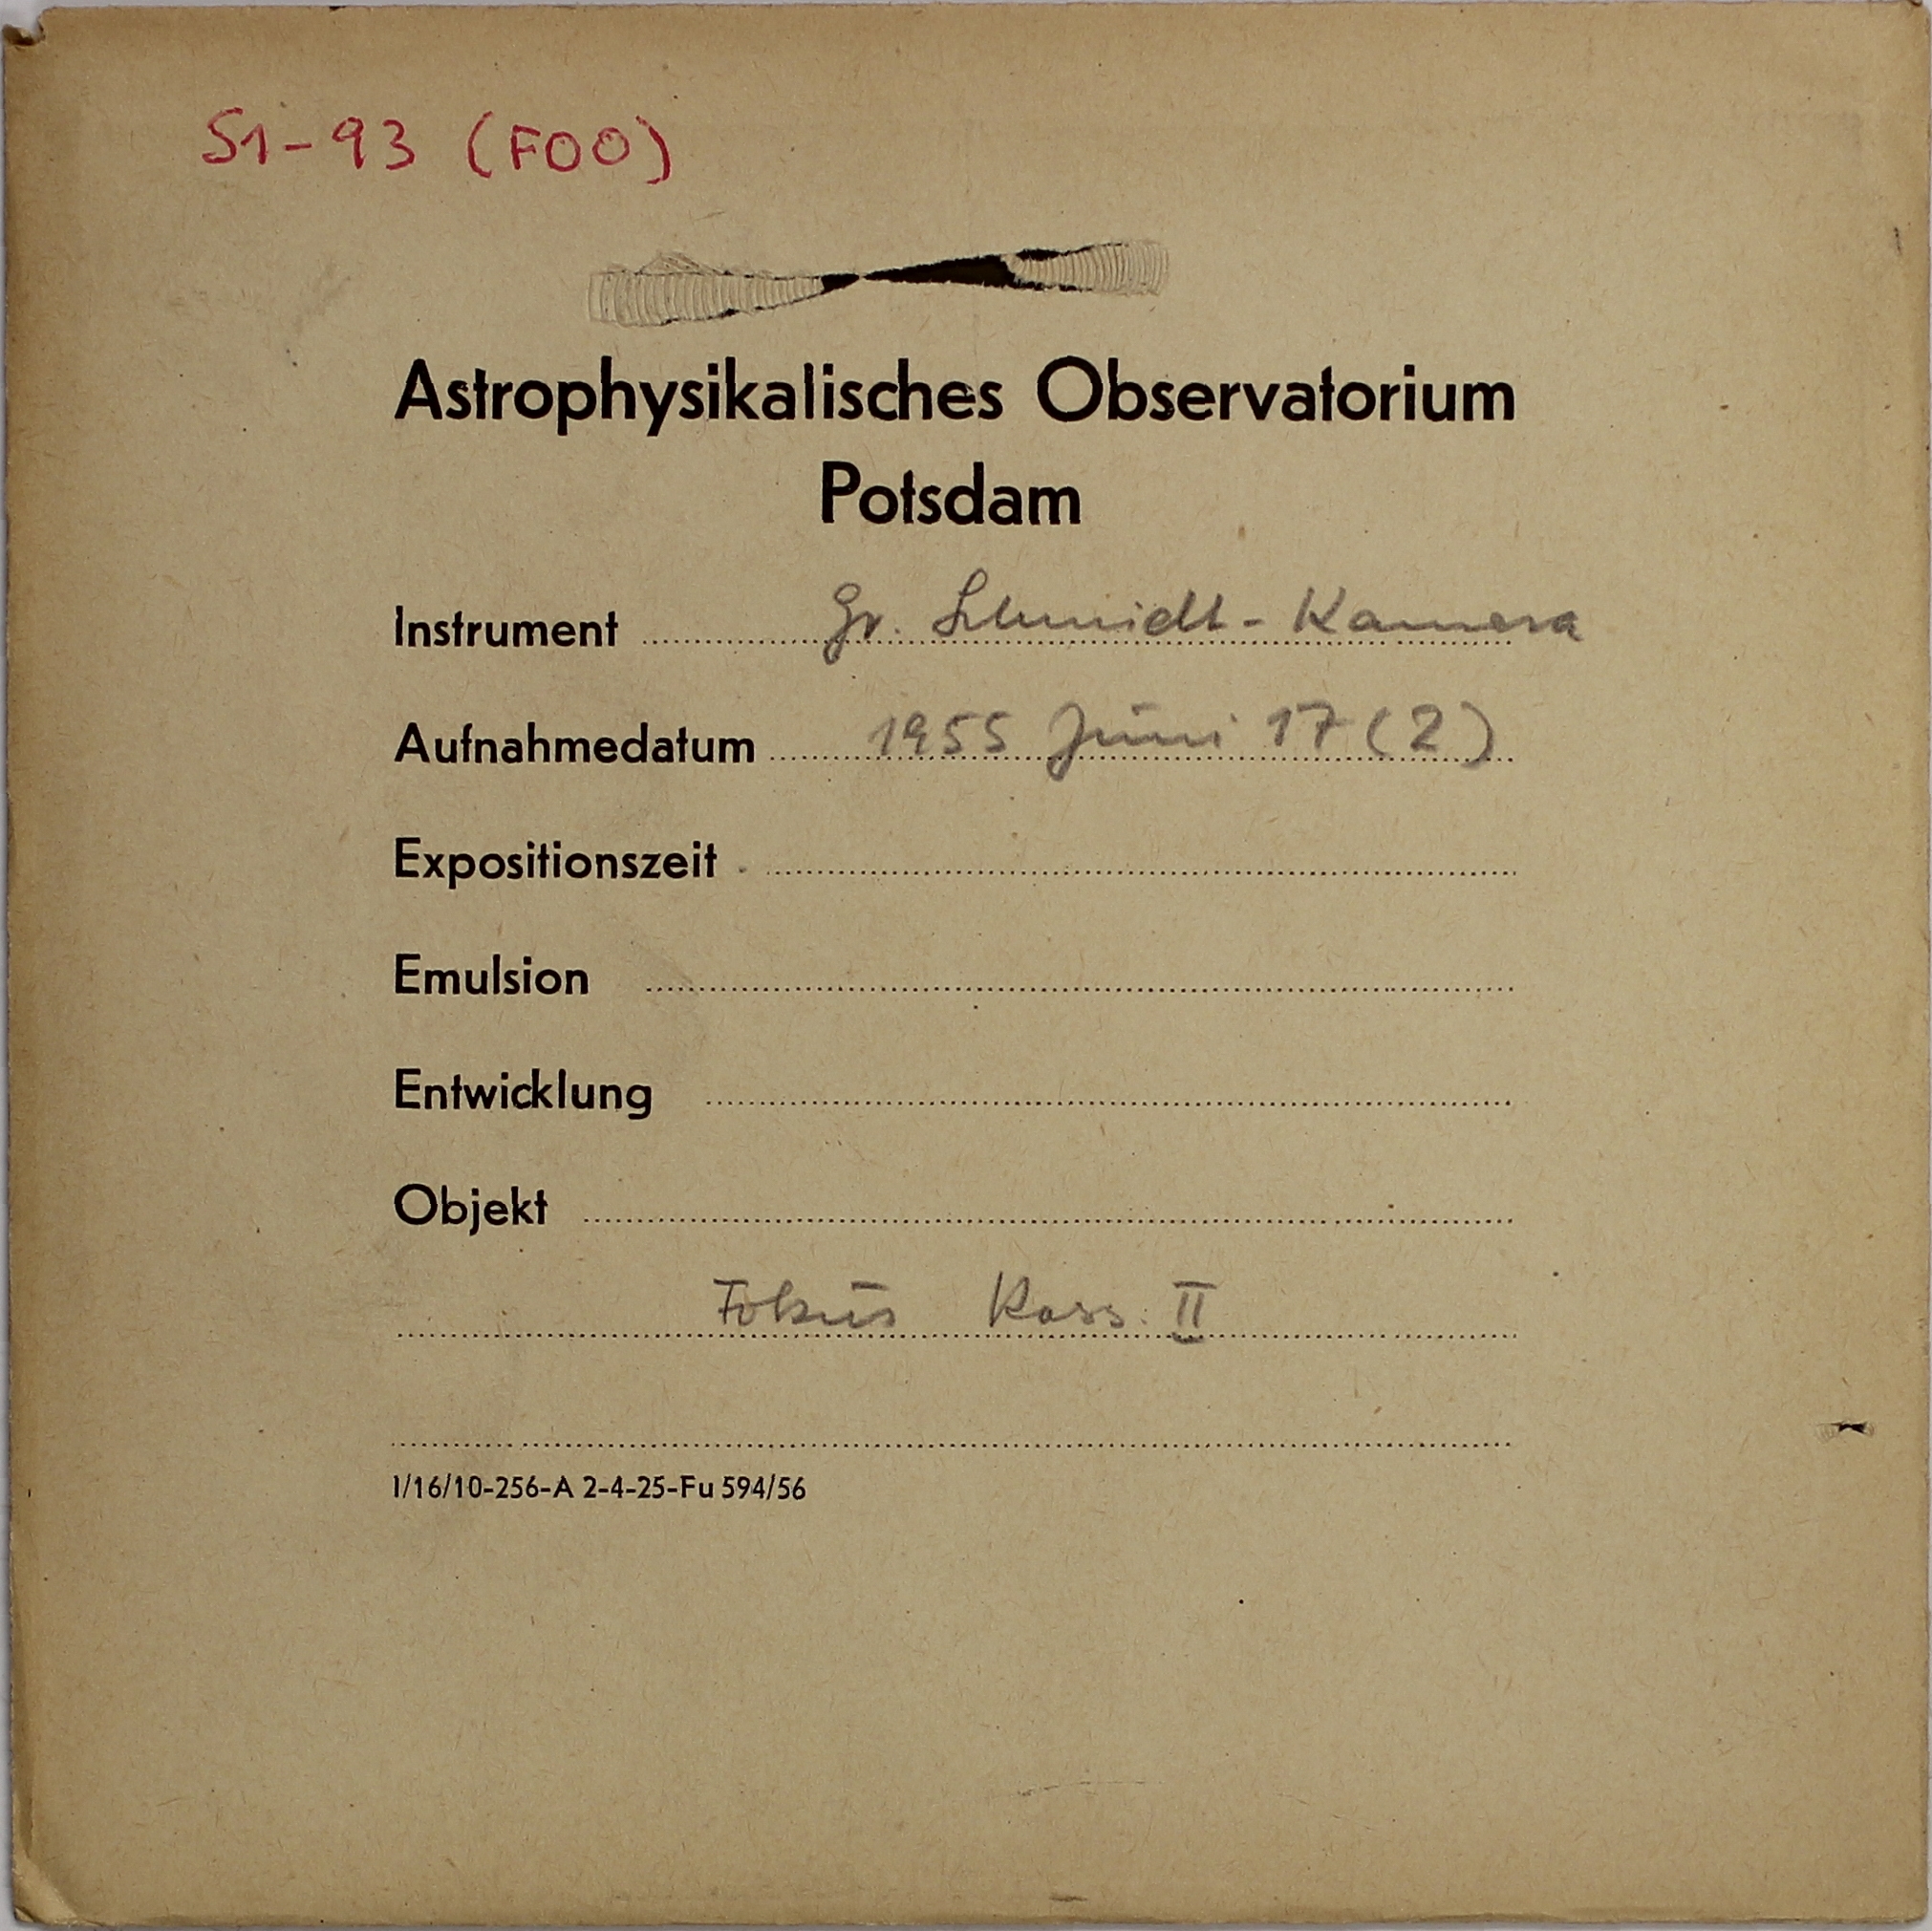 S1-93 (FOO)
Astrophysikalisches Observatorium
Potsdam
Instrument Gr. Schmidt-Kamera
Aufnahmedatum 1955 Juni 17 (2)
Expositionszeit
Emulsion
Entwicklung
Objekt
Fokus Kass. II
I/16/10-256-A 2-4-25-Fu 594/56